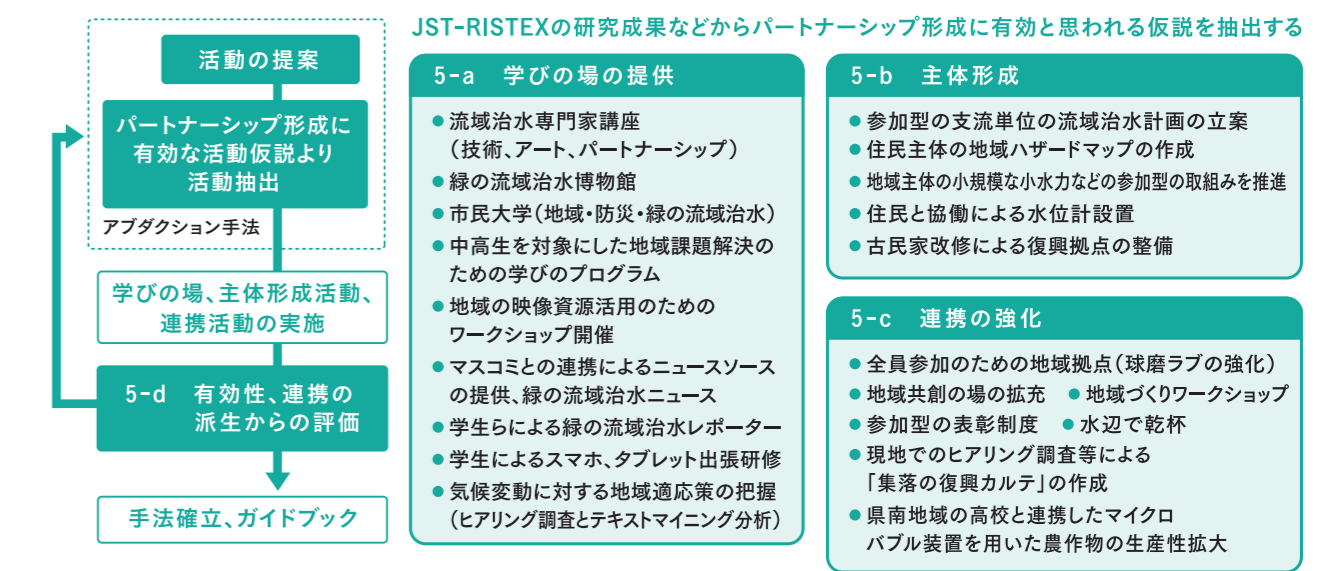 JST-RISTEXの研究成果などからパートナーシップ形成に有効と思われる仮説を抽出する
活動の提案
パートナーシップ形成に
有効な活動仮説より
活動抽出
アブダクション手法
学びの場、主体形成活動、
連携活動の実施
5-d 有効性、連携の
派生からの評価
手法確立、ガイドブック
5-a 学びの場の提供
●流域治水専門家講座
（技術、アート、パートナーシップ）
●緑の流域治水博物館
●市民大学（地域・防災・緑の流域治水）
●中高生を対象にした地域課題解決の
ための学びのプログラム
●地域の映像資源活用のための
ワークショップ開催
●マスコミとの連携によるニュースソース
の提供、緑の流域治水ニュース
●学生らによる緑の流域治水レポーター
●学生によるスマホ、タブレット出張研修
●気候変動に対する地域適応策の把握
（ヒアリング調査とテキストマイニング分析）
5-b 主体形成
●参加型の支流単位の流域治水計画の立案
●住民主体の地域ハザードマップの作成
●地域主体の小規模な小水力などの参加型の取組みを推進
●住民と協働による水位計設置
●古民家改修による復興拠点の整備
5-c 連携の強化
●全員参加のための地域拠点（球磨ラブの強化）
●地域共創の場の拡充 ●地域づくりワークショップ
●参加型の表彰制度 ●水辺で乾杯
●現地でのヒアリング調査等による
「集落の復興カルテ」の作成
●県南地域の高校と連携したマイクロ
バブル装置を用いた農作物の生産性拡大